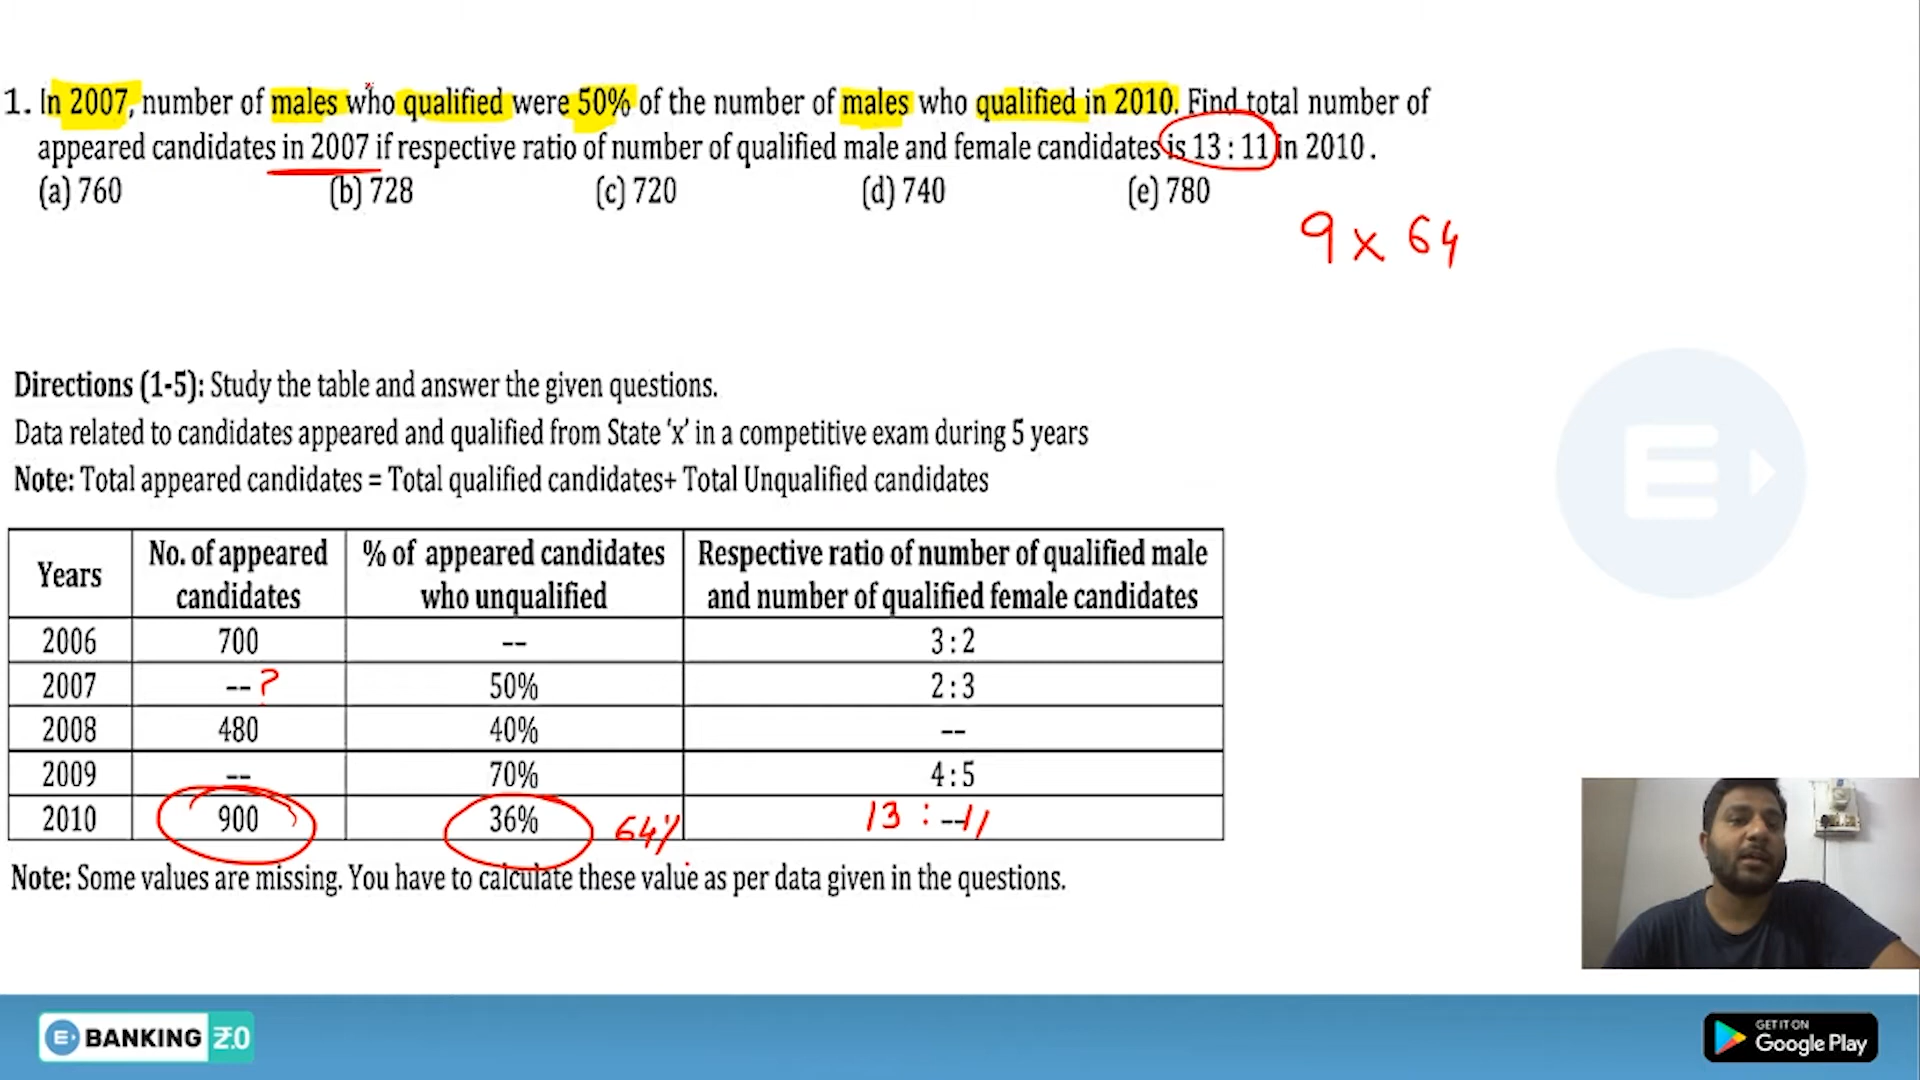 1. In 2007, number of males who qualified were 50% of the number of males who qualified in 2010. Find total number of
appeared candidates in 2007 if respective ratio of number of qualified male and female candidates is 13 : 11 in 2010 .
(a) 760 (b) 728 (c) 720 (d) 740 (e) 780
9 x 64
Directions (1-5): Study the table and answer the given questions.
Data related to candidates appeared and qualified from State ‘x’ in a competitive exam during 5 years
Note: Total appeared candidates = Total qualified candidates+ Total Unqualified candidates
Years No. of appeared candidates % of appeared candidates who unqualified Respective ratio of number of qualified male and number of qualified female candidates
2006 700 -- 3 : 2
2007 -- ? 50% 2 : 3
2008 480 40% --
2009 -- 70% 4 : 5
2010 900 36% 64% 13 : -- 11
Note: Some values are missing. You have to calculate these value as per data given in the questions.
E BANKING 2.0
GET IT ON
Google Play